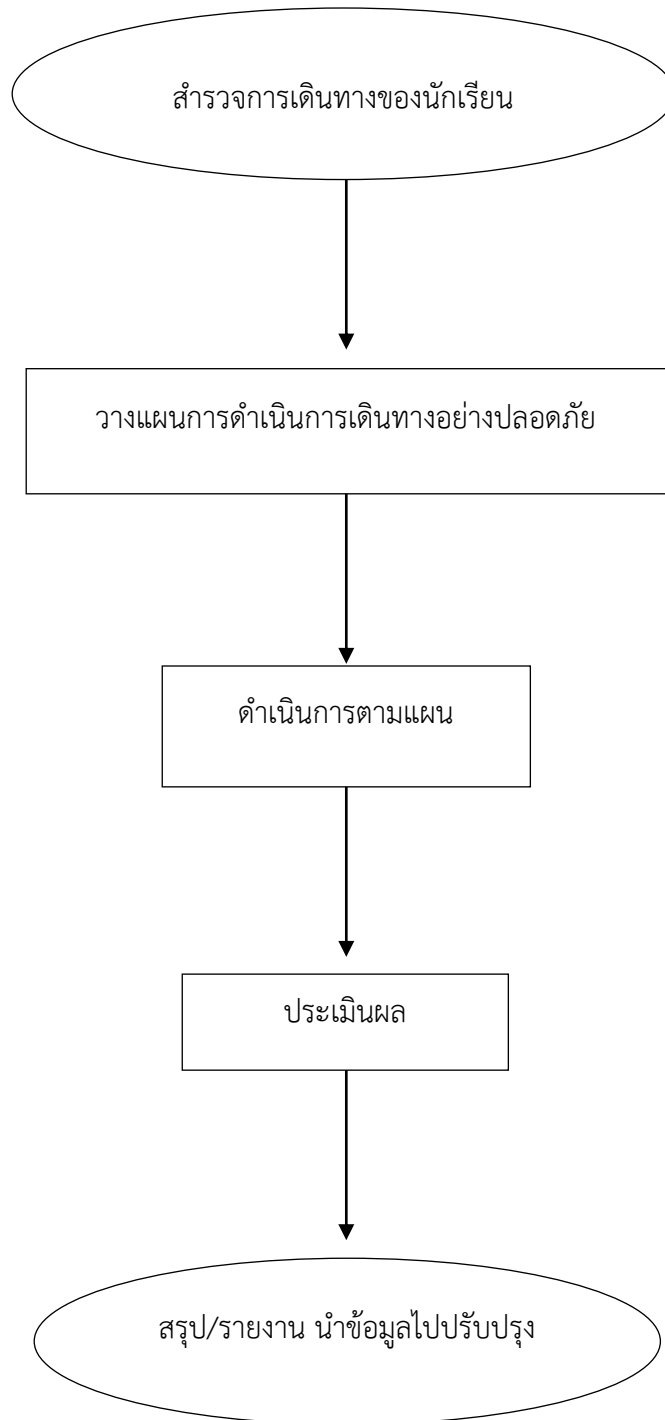 สำรวจการเดินทางของนักเรียน
วางแผนการดำเนินการเดินทางอย่างปลอดภัย
ดำเนินการตามแผน
ประเมินผล
สรุป/รายงาน นำข้อมูลไปปรับปรุง